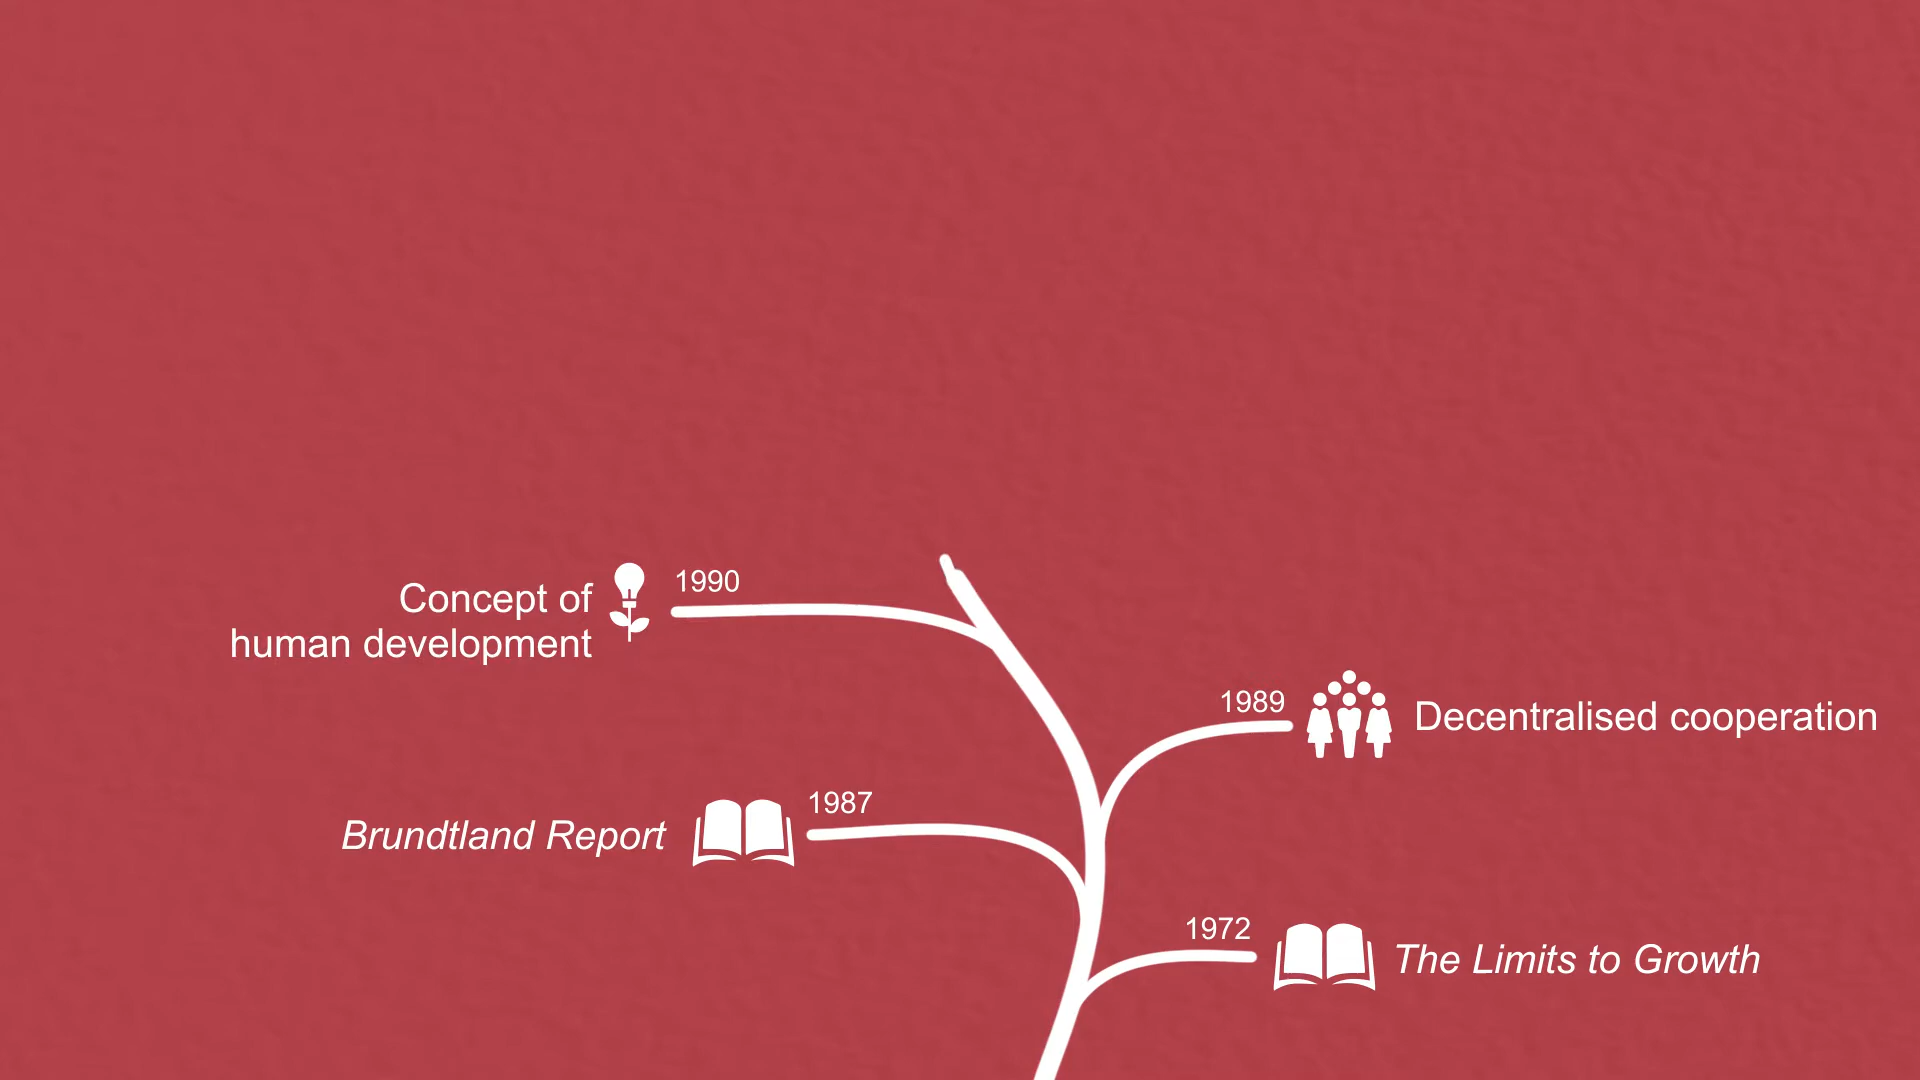 1990
Concept of
human development
1989
Decentralised cooperation
1987
Brundtland Report
1972
The Limits to Growth